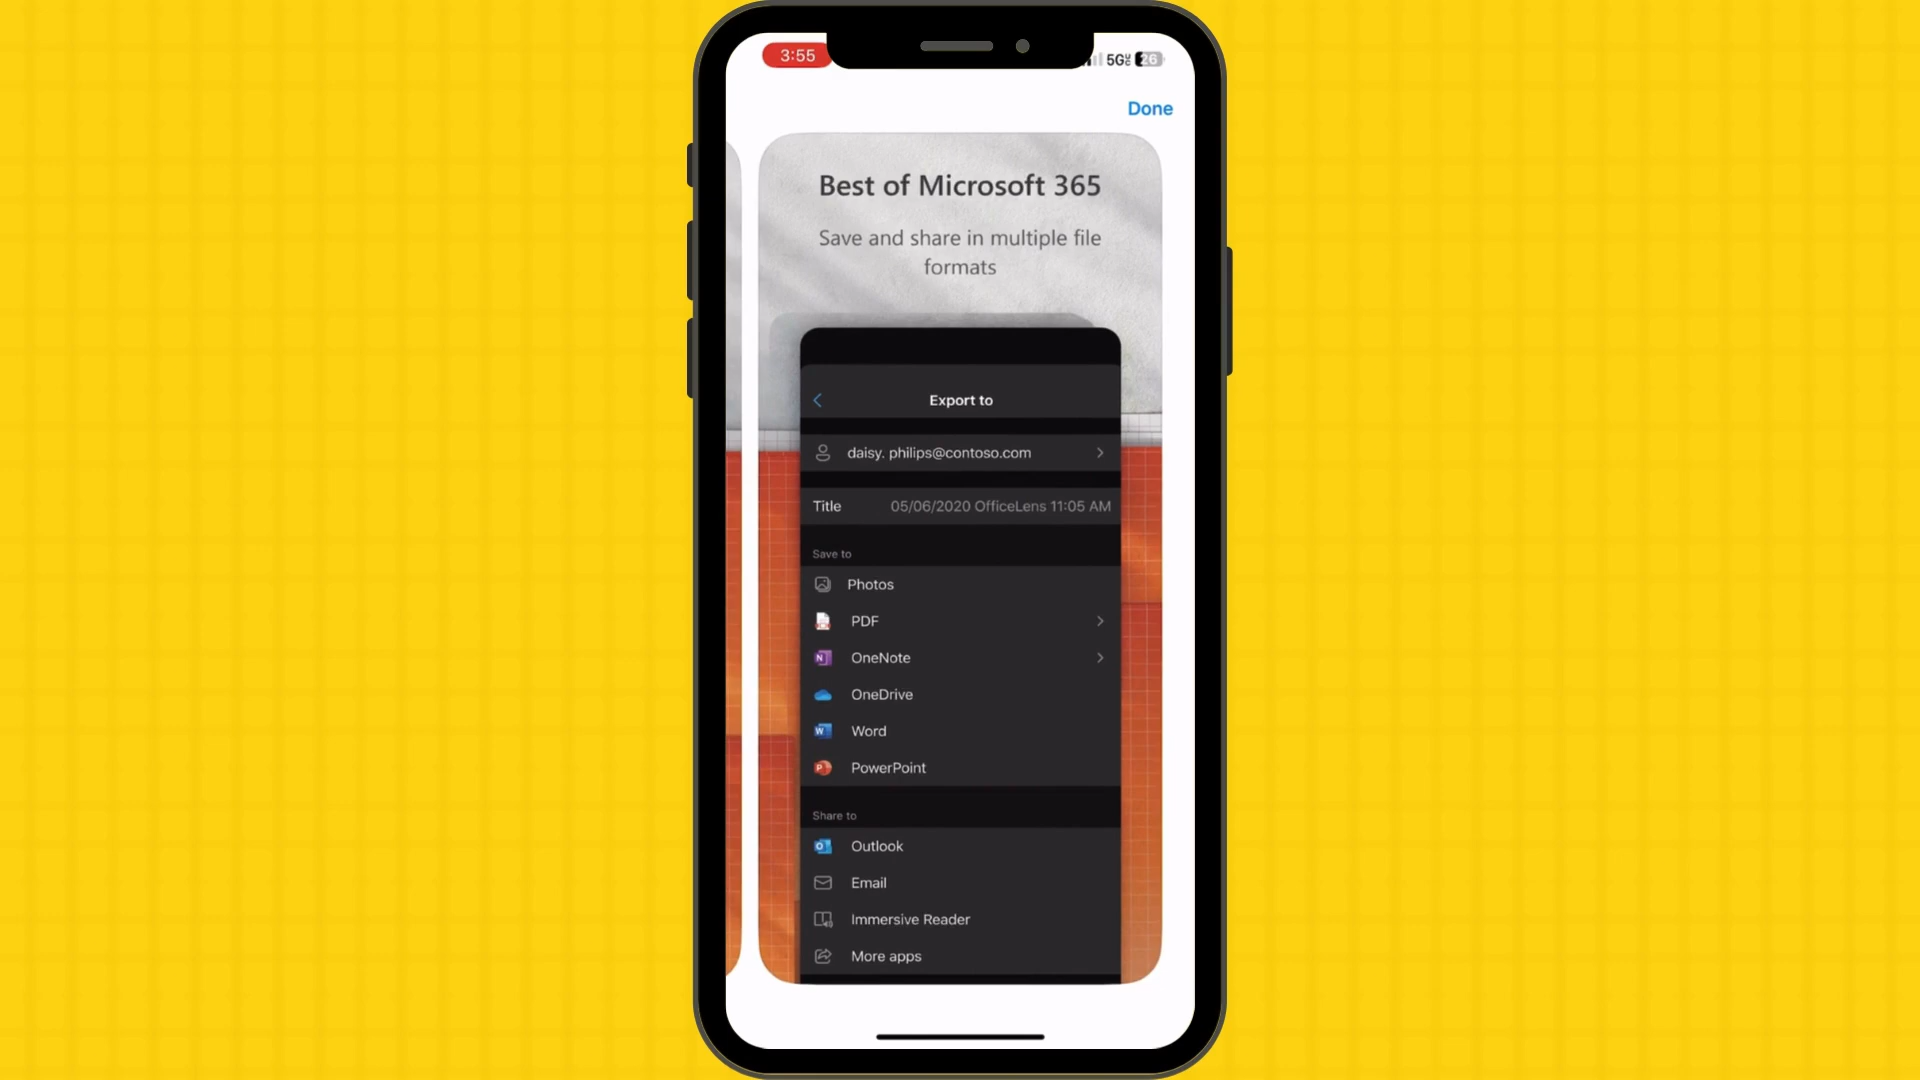 3:55
5G 26
Done
Best of Microsoft 365
Save and share in multiple file
formats
Export to
daisy. philips@contoso.com
Title 05/06/2020 OfficeLens 11:05 AM
Save to
Photos
PDF
OneNote
OneDrive
Word
PowerPoint
Share to
Outlook
Email
Immersive Reader
More apps